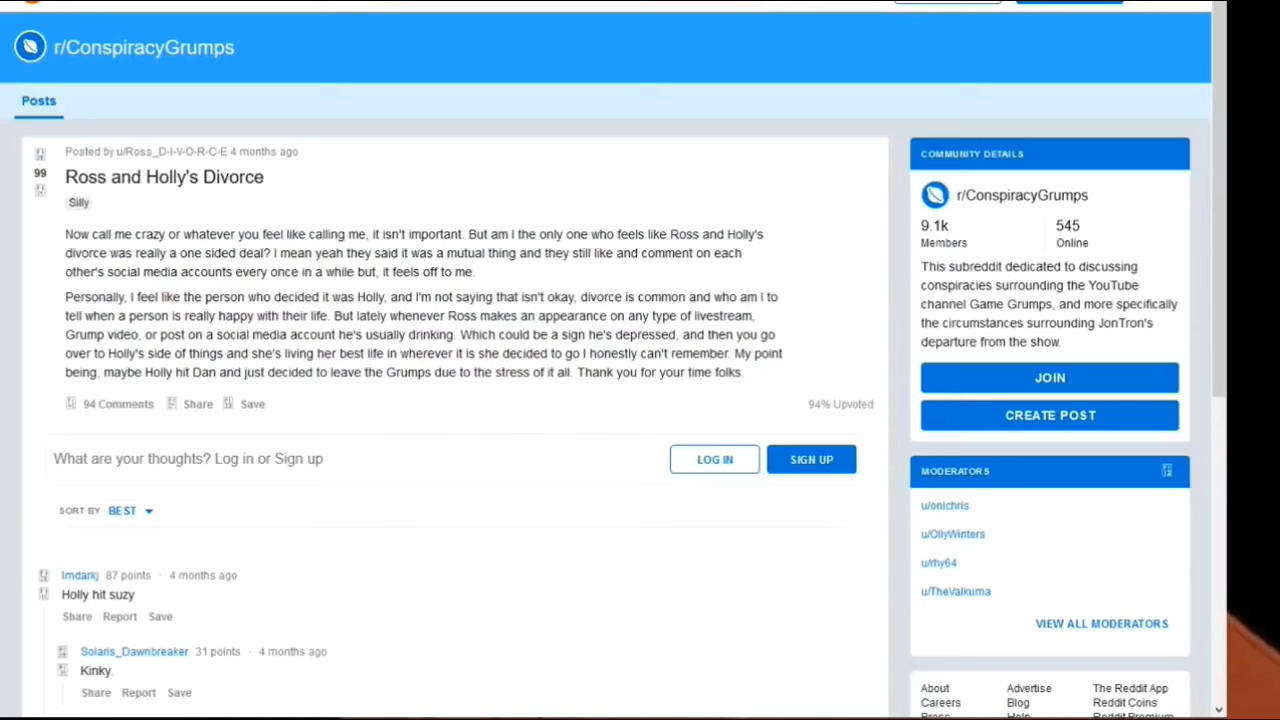 r/ConspiracyGrumps
Posts
Posted by u/Ross_D-I-V-O-R-C-E 4 months ago
99
Ross and Holly's Divorce
Silly
Now call me crazy or whatever you feel like calling me, it isn't important. But am I the only one who feels like Ross and Holly's
divorce was really a one sided deal? I mean yeah they said it was a mutual thing and they still like and comment on each
other's social media accounts every once in a while but, it feels off to me.
Personally, I feel like the person who decided it was Holly, and I'm not saying that isn't okay, divorce is common and who am I to
tell when a person is really happy with their life. But lately whenever Ross makes an appearance on any type of livestream,
Grump video, or post on a social media account he's usually drinking. Which could be a sign he's depressed, and then you go
over to Holly's side of things and she's living her best life in wherever it is she decided to go I honestly can't remember. My point
being, maybe Holly hit Dan and just decided to leave the Grumps due to the stress of it all. Thank you for your time folks.
94 Comments Share Save 94% Upvoted
What are your thoughts? Log in or Sign up LOG IN SIGN UP
SORT BY BEST
Imdarkj 87 points · 4 months ago
Holly hit suzy
Share Report Save
Solaris_Dawnbreaker 31 points · 4 months ago
Kinky.
Share Report Save
COMMUNITY DETAILS
r/ConspiracyGrumps
9.1k 545
Members Online
This subreddit dedicated to discussing
conspiracies surrounding the YouTube
channel Game Grumps, and more specifically
the circumstances surrounding JonTron's
departure from the show.
JOIN
CREATE POST
MODERATORS
u/onichris
u/OllyWinters
u/rhy64
u/TheValkuma
VIEW ALL MODERATORS
About Advertise The Reddit App
Careers Blog Reddit Coins
Press Help Reddit Premium